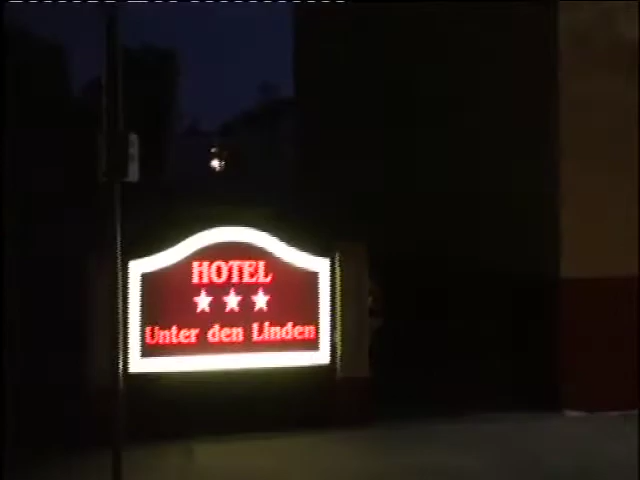 HOTEL
★ ★ ★
Unter den Linden